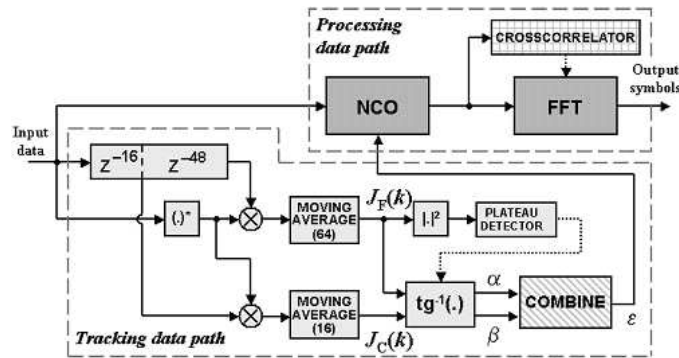 Processing
data path
CROSSCORRELATOR
Output
symbols
NCO
FFT
Input
data
Z⁻¹⁶ Z⁻⁴⁸
(.)*
MOVING
AVERAGE
(64)
J_F(k)
|.|²
PLATEAU
DETECTOR
MOVING
AVERAGE
(16)
J_C(k)
tg⁻¹(.)
α
β
COMBINE
ε
Tracking data path